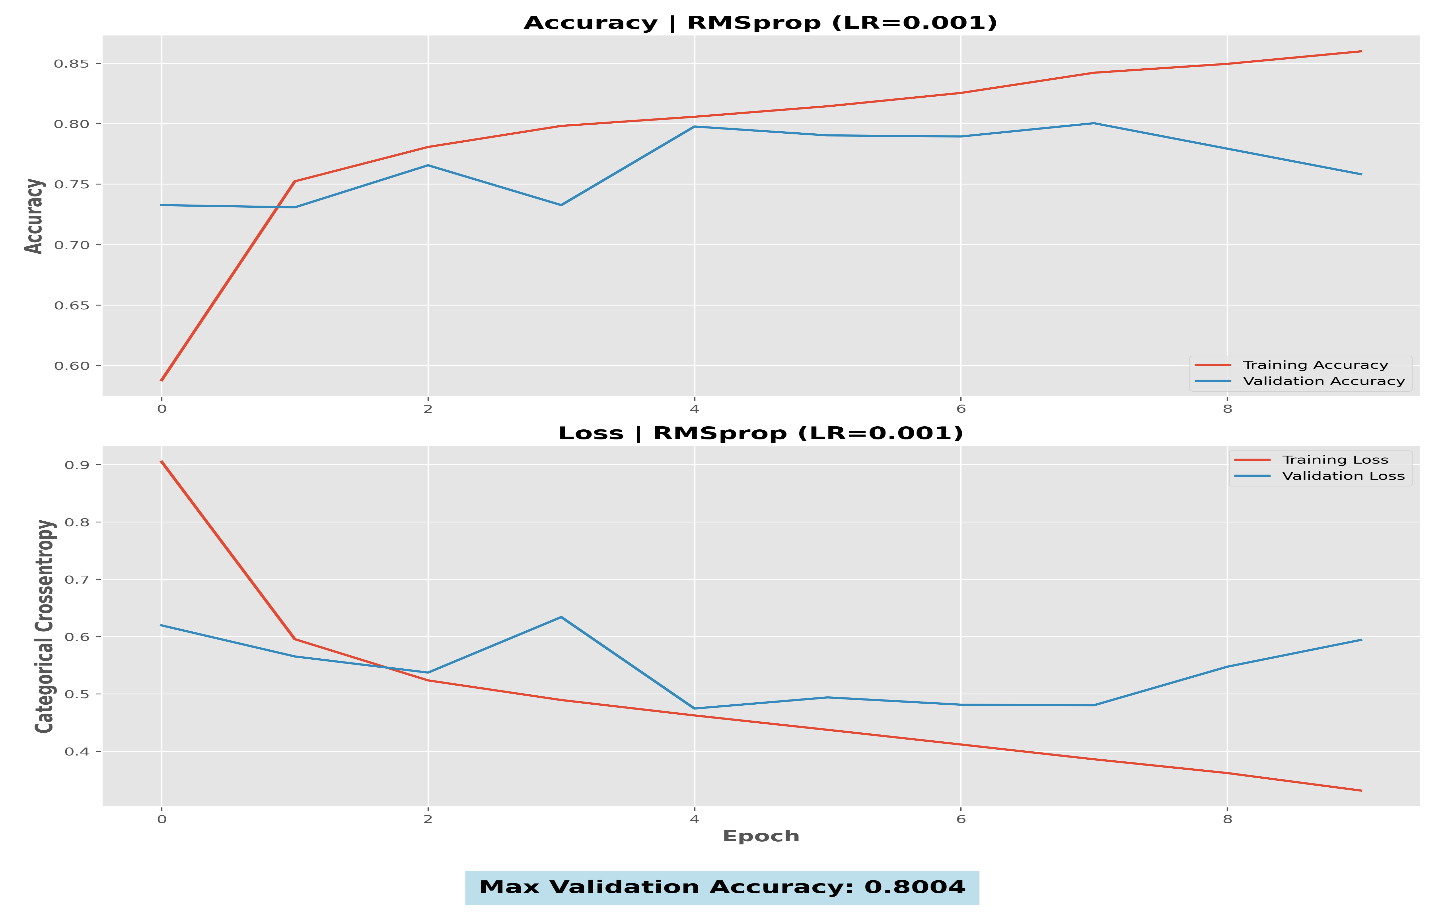 Accuracy | RMSprop (LR=0.001)
Accuracy
0.85
0.80
0.75
0.70
0.65
0.60
Training Accuracy
Validation Accuracy
0 2 4 6 8
Loss | RMSprop (LR=0.001)
Categorical Crossentropy
0.9
0.8
0.7
0.6
0.5
0.4
Training Loss
Validation Loss
0 2 4 6 8
Epoch
Max Validation Accuracy: 0.8004